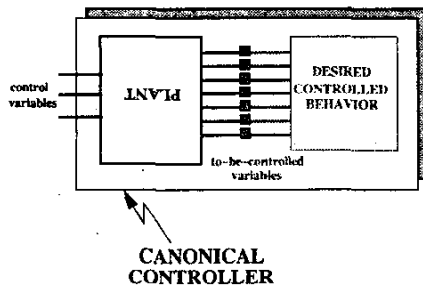 control
variables
PLANT
DESIRED
CONTROLLED
BEHAVIOR
to-be-controlled
variables
CANONICAL
CONTROLLER